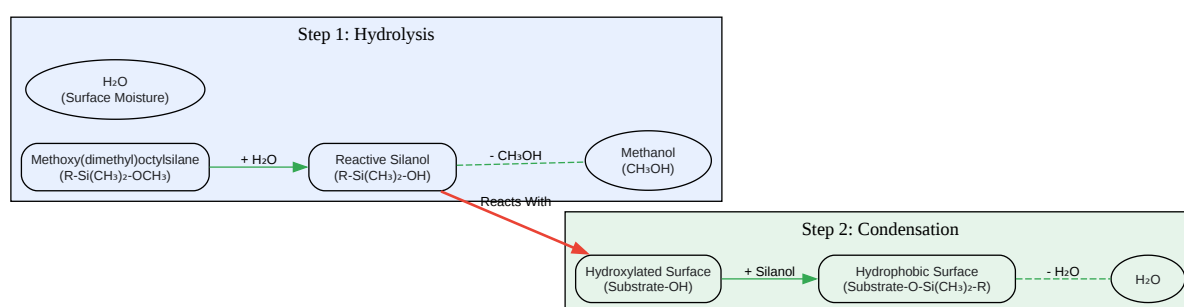 Step 1: Hydrolysis
H₂O
(Surface Moisture)
Methoxy(dimethyl)octylsilane
(R-Si(CH₃)₂-OCH₃)
+ H₂O
Reactive Silanol
(R-Si(CH₃)₂-OH)
- CH₃OH
Methanol
(CH₃OH)
Reacts With
Step 2: Condensation
Hydroxylated Surface
(Substrate-OH)
+ Silanol
Hydrophobic Surface
(Substrate-O-Si(CH₃)₂-R)
- H₂O
H₂O